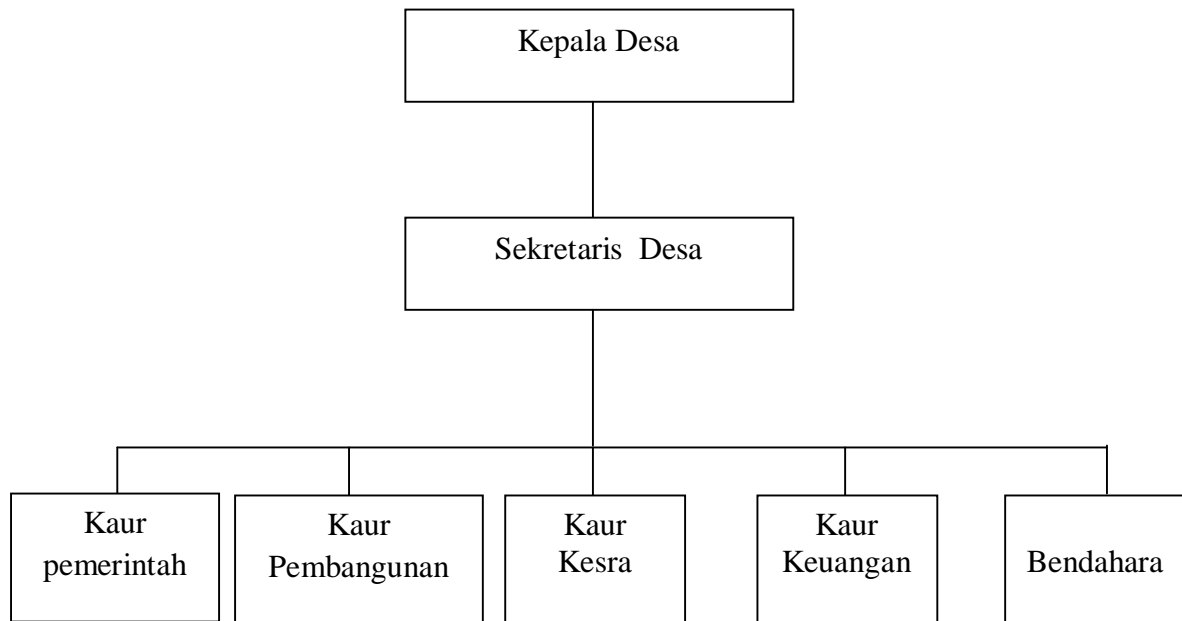 Kepala Desa
Sekretaris Desa
Kaur
pemerintah
Kaur
Pembangunan
Kaur
Kesra
Kaur
Keuangan
Bendahara